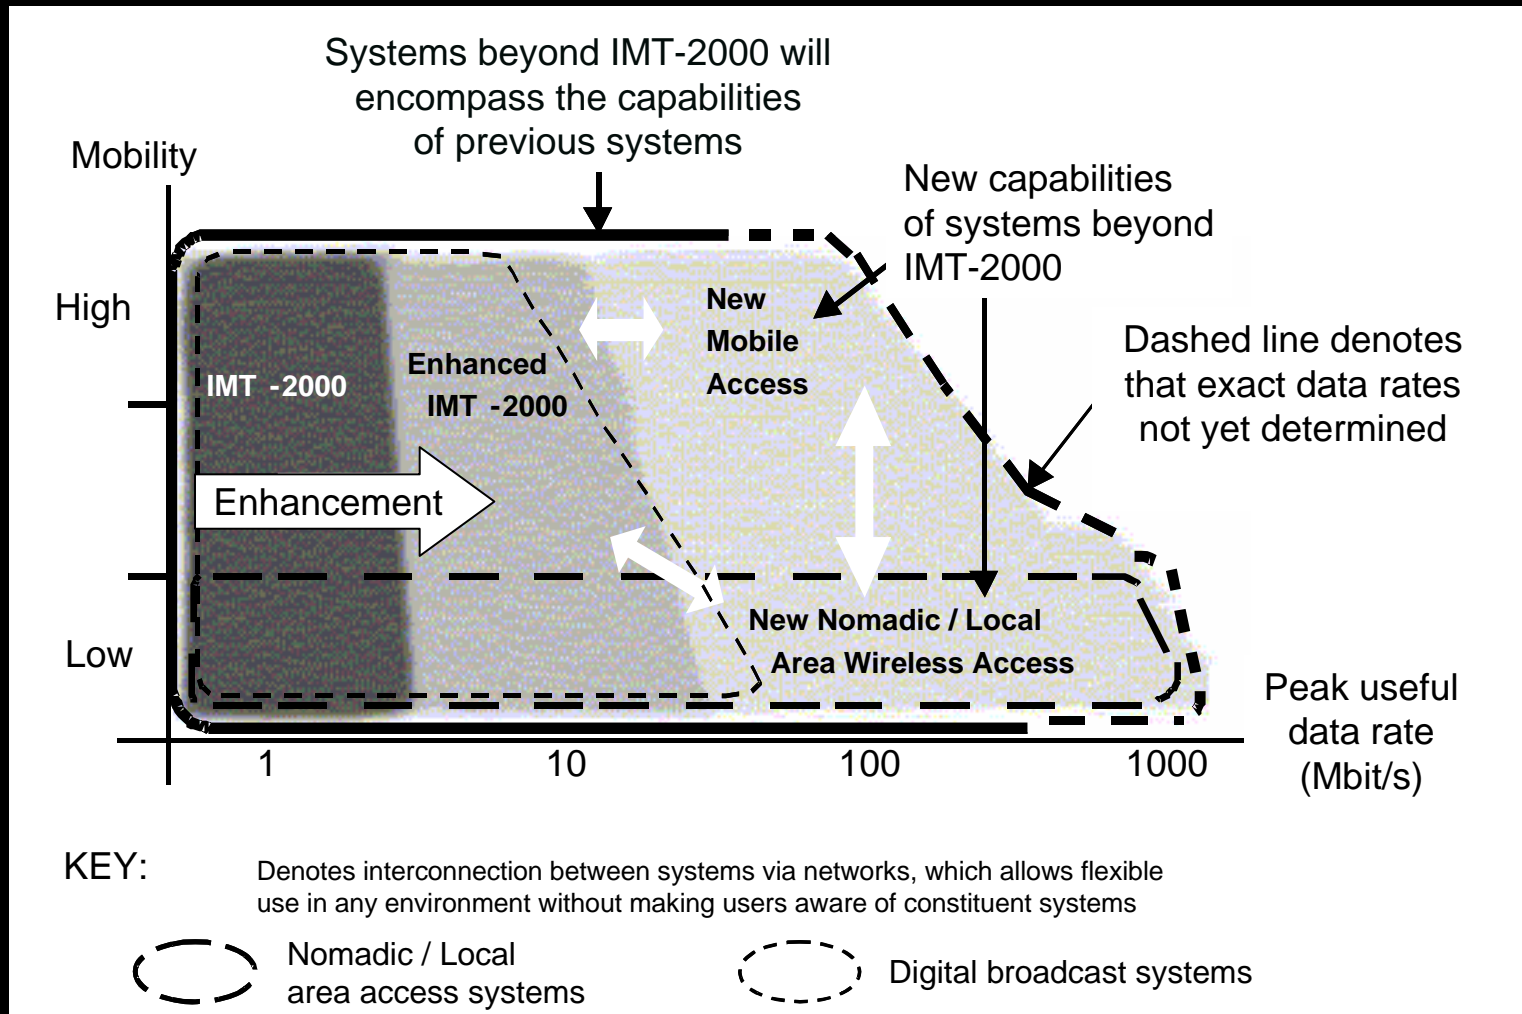 Systems beyond IMT-2000 will
encompass the capabilities
of previous systems
Mobility
New capabilities
of systems beyond
IMT-2000
High
New
Mobile
Access
Dashed line denotes
that exact data rates
not yet determined
IMT -2000
Enhanced
IMT -2000
Enhancement
Low
New Nomadic / Local
Area Wireless Access
Peak useful
data rate
(Mbit/s)
1 10 100 1000
KEY:
Denotes interconnection between systems via networks, which allows flexible
use in any environment without making users aware of constituent systems
Nomadic / Local
area access systems
Digital broadcast systems